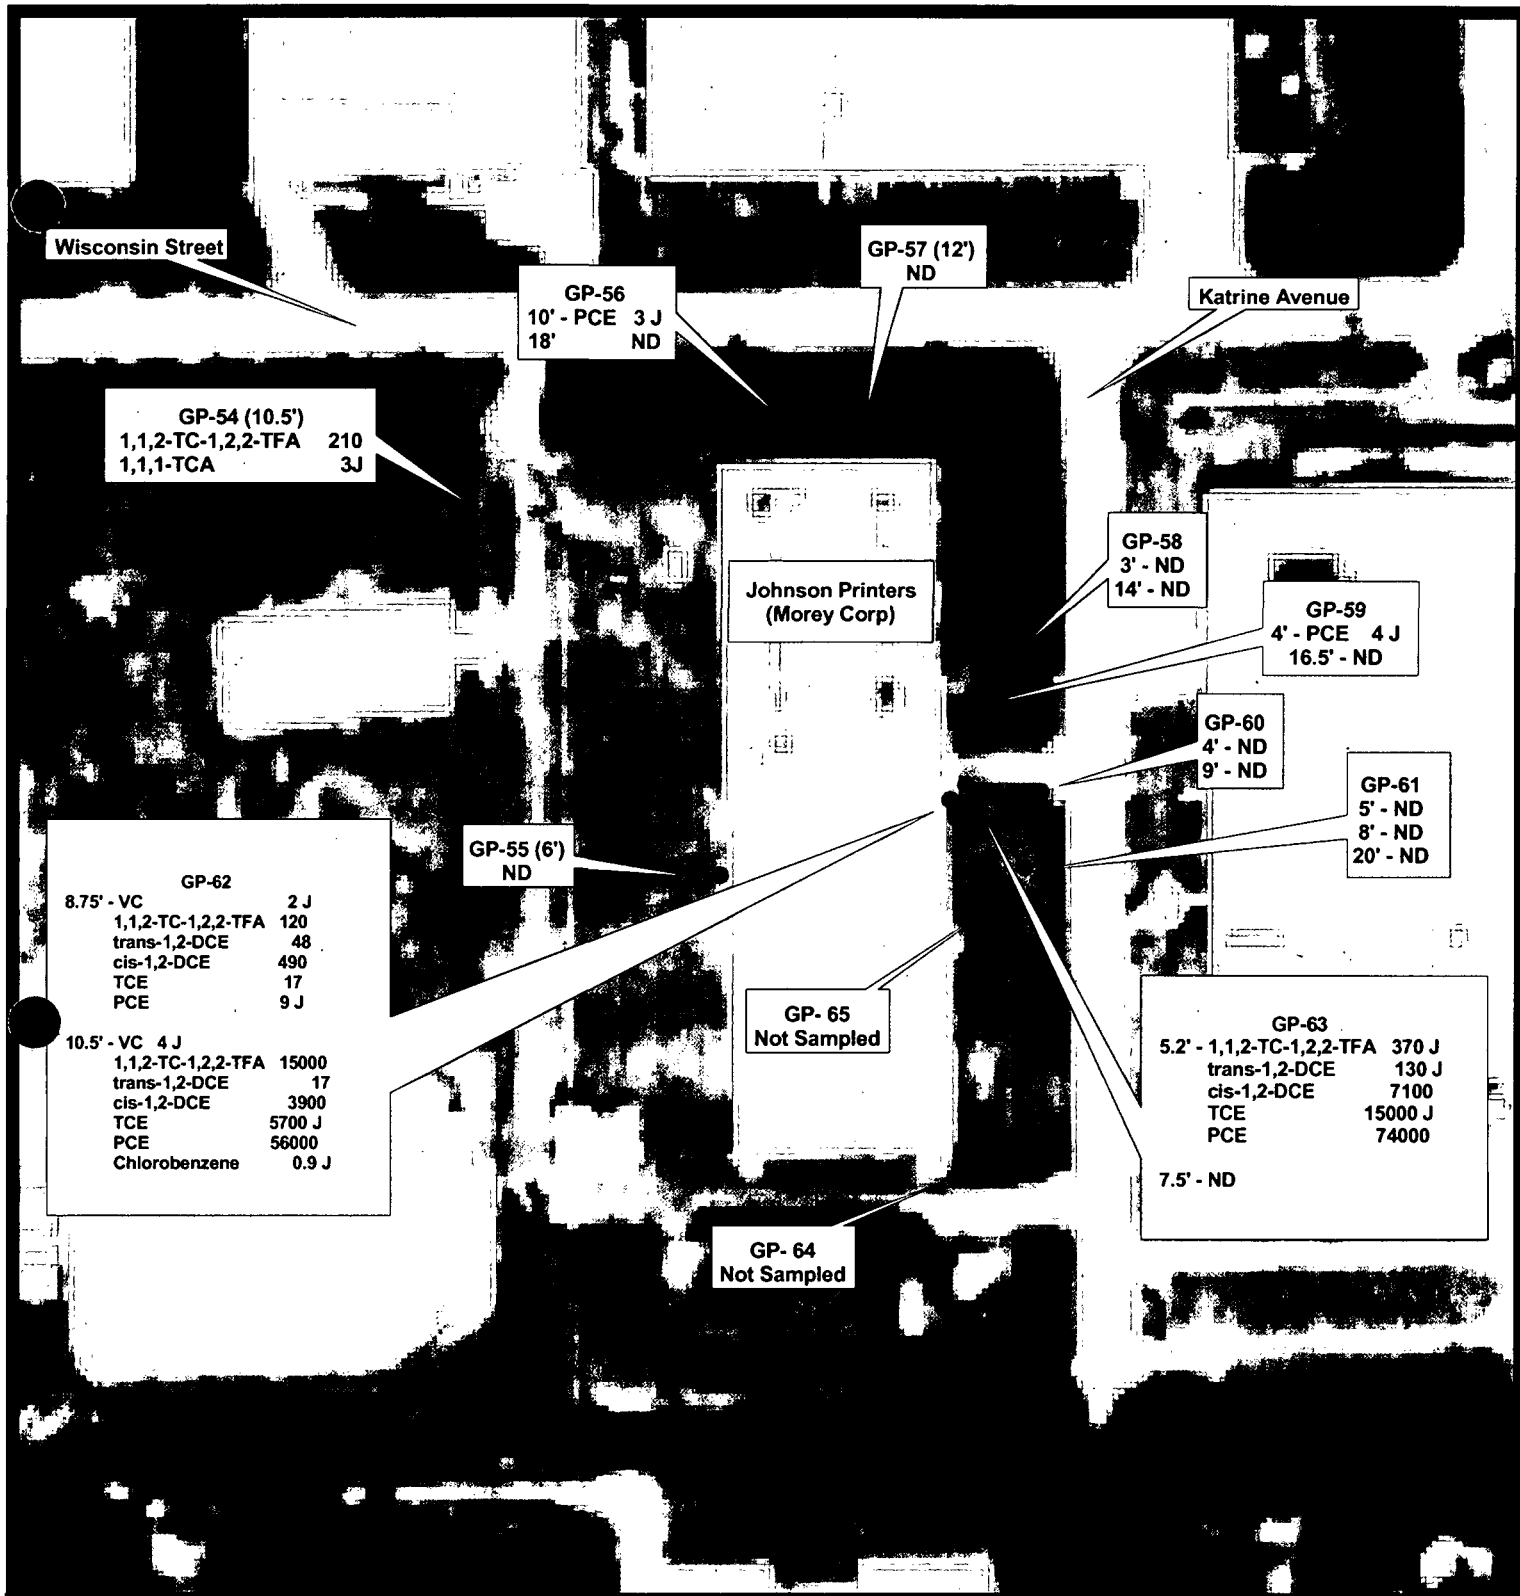 Wisconsin Street
GP-57 (12')
ND
GP-56
10' - PCE 3 J
18' ND
Katrine Avenue
GP-54 (10.5')
1,1,2-TC-1,2,2-TFA 210
1,1,1-TCA 3J
GP-58
3' - ND
14' - ND
Johnson Printers
(Morey Corp)
GP-59
4' - PCE 4 J
16.5' - ND
GP-60
4' - ND
9' - ND
GP-61
5' - ND
8' - ND
20' - ND
GP-55 (6')
ND
GP-62
8.75' - VC 2 J
1,1,2-TC-1,2,2-TFA 120
trans-1,2-DCE 48
cis-1,2-DCE 490
TCE 17
PCE 9 J
10.5' - VC 4 J
1,1,2-TC-1,2,2-TFA 15000
trans-1,2-DCE 17
cis-1,2-DCE 3900
TCE 5700 J
PCE 56000
Chlorobenzene 0.9 J
GP- 65
Not Sampled
GP-63
5.2' - 1,1,2-TC-1,2,2-TFA 370 J
trans-1,2-DCE 130 J
cis-1,2-DCE 7100
TCE 15000 J
PCE 74000
7.5' - ND
GP- 64
Not Sampled